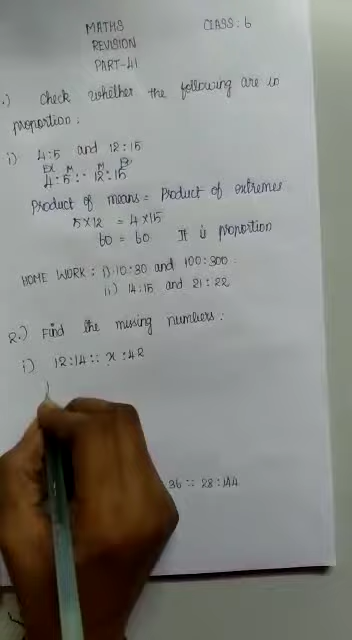 MATHS CLASS: 6
REVISION
PART-41
.) Check whether the following are in
proportion:
i) 4:5 and 12:15
Ex M M Ex
4:5:: 12:15
Product of means = Product of extremes
5×12 = 4×15
60 = 60 It is proportion
HOME WORK: i) 10:30 and 100:300.
ii) 14:15 and 21:22
2.) Find the missing numbers:
i) 12:14:: x :42
36 :: 28:144